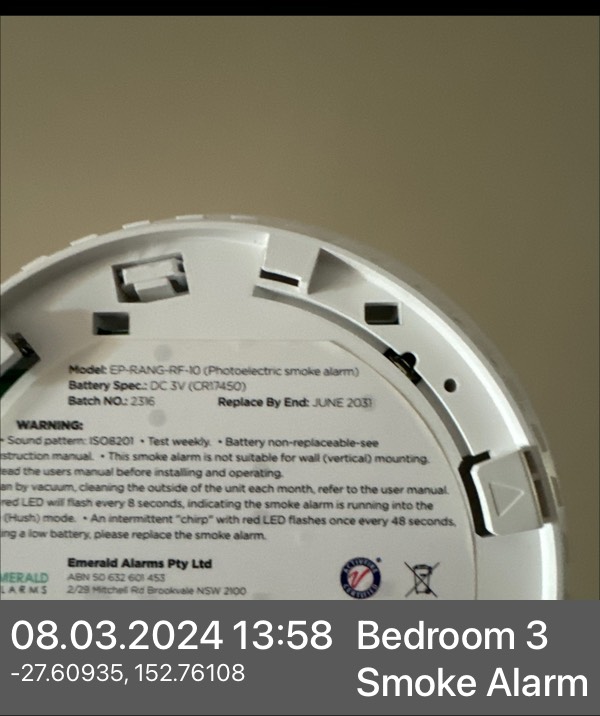 Model: EP-RANG-RF-10 (Photoelectric smoke alarm)
Battery Spec.: DC 3V (CR17450)
Batch NO.: 2316 Replace By End: JUNE 2031
WARNING:
• Sound pattern: ISO8201 • Test weekly. • Battery non-replaceable-see
struction manual. • This smoke alarm is not suitable for wall (vertical) mounting.
ead the users manual before installing and operating.
an by vacuum, cleaning the outside of the unit each month, refer to the user manual.
red LED will flash every 8 seconds, indicating the smoke alarm is running into the
(Hush) mode. • An intermittent "chirp" with red LED flashes once every 48 seconds,
ing a low battery, please replace the smoke alarm.
Emerald Alarms Pty Ltd
ABN 50 632 601 453
2/29 Mitchell Rd Brookvale NSW 2100
MERALD
LARMS
ACTIVFIRE
CERTIFIED
08.03.2024 13:58
-27.60935, 152.76108
Bedroom 3
Smoke Alarm